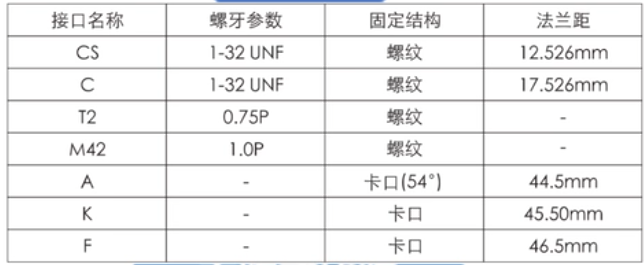 接口名称 螺牙参数 固定结构 法兰距
CS 1-32 UNF 螺纹 12.526mm
C 1-32 UNF 螺纹 17.526mm
T2 0.75P 螺纹 -
M42 1.0P 螺纹 -
A - 卡口(54°) 44.5mm
K - 卡口 45.50mm
F - 卡口 46.5mm